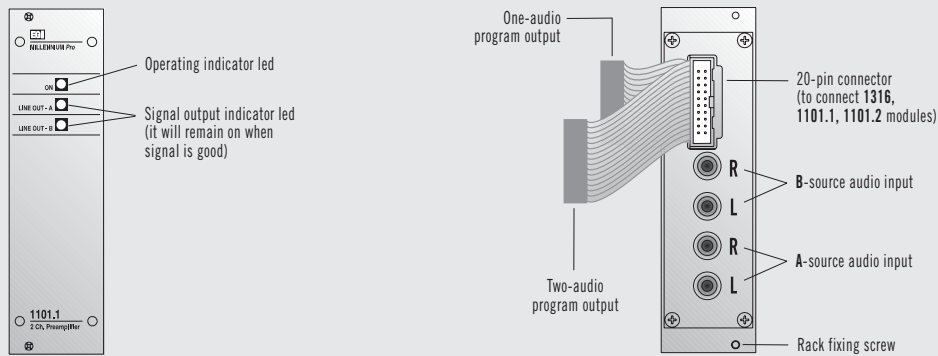 MILLENNIUM Pro
ON
LINE OUT - A
LINE OUT - B
1101.1
2 Ch, Preamplifier
Operating indicator led
Signal output indicator led
(it will remain on when
signal is good)
One-audio
program output
Two-audio
program output
R
L
R
L
20-pin connector
(to connect 1316,
1101.1, 1101.2 modules)
B-source audio input
A-source audio input
Rack fixing screw